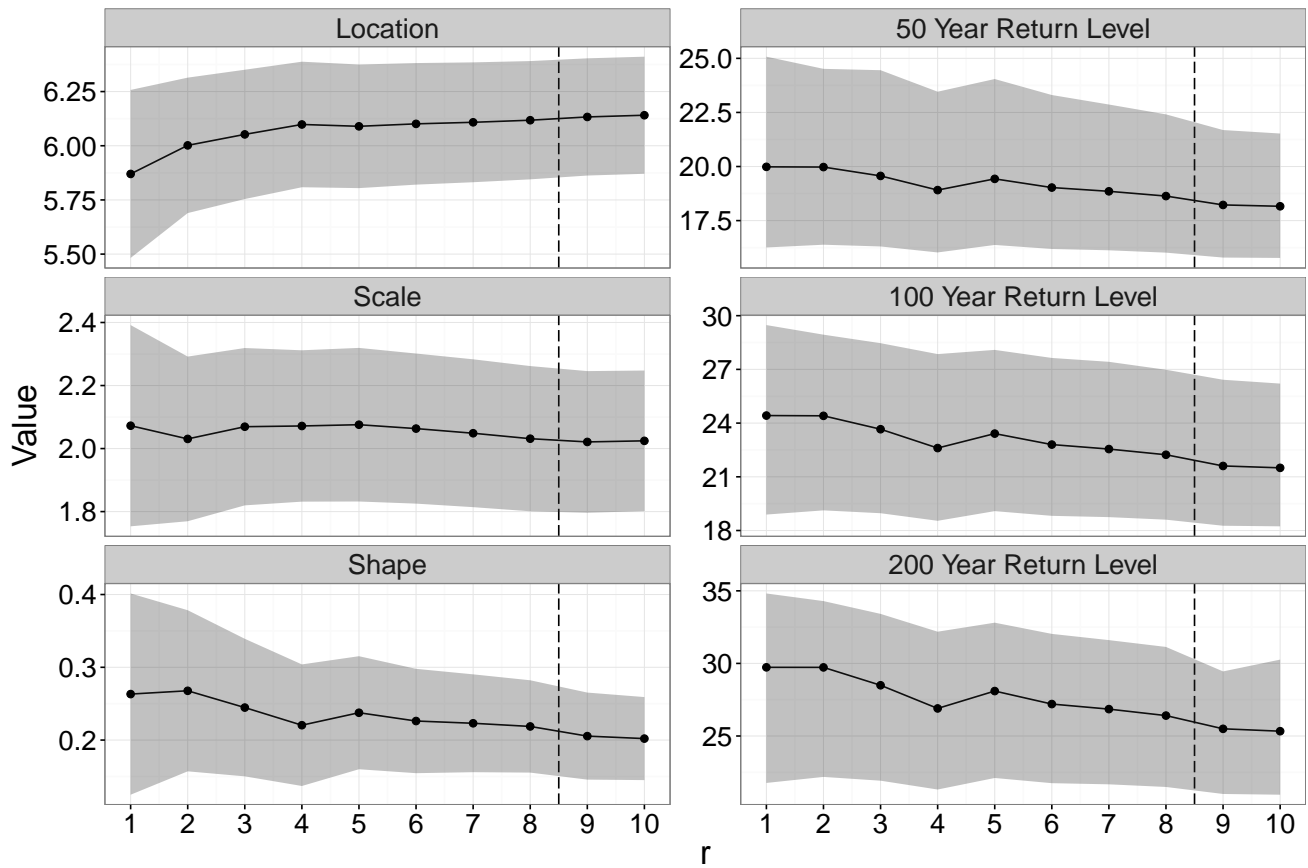 Location
6.25
6.00
5.75
5.50
50 Year Return Level
25.0
22.5
20.0
17.5
Scale
2.4
2.2
2.0
1.8
100 Year Return Level
30
27
24
21
18
Shape
0.4
0.3
0.2
200 Year Return Level
35
30
25
1 2 3 4 5 6 7 8 9 10
1 2 3 4 5 6 7 8 9 10
Value
r